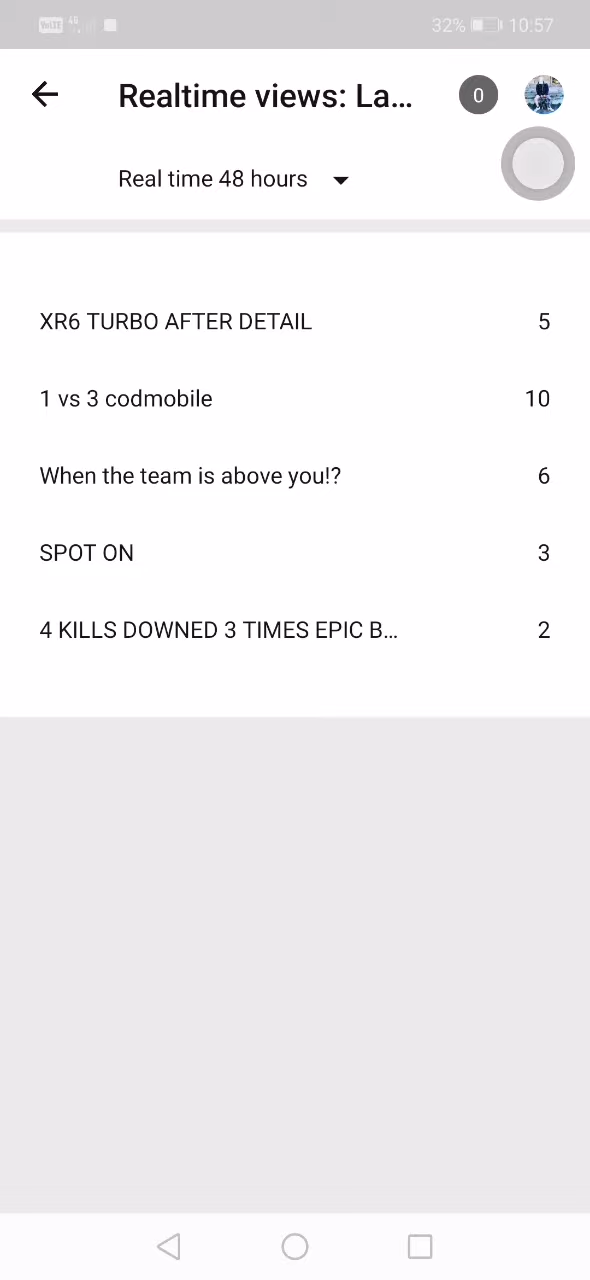 VoLTE 4G 32% 10:57
Realtime views: La... 0
Real time 48 hours
XR6 TURBO AFTER DETAIL 5
1 vs 3 codmobile 10
When the team is above you!? 6
SPOT ON 3
4 KILLS DOWNED 3 TIMES EPIC B... 2